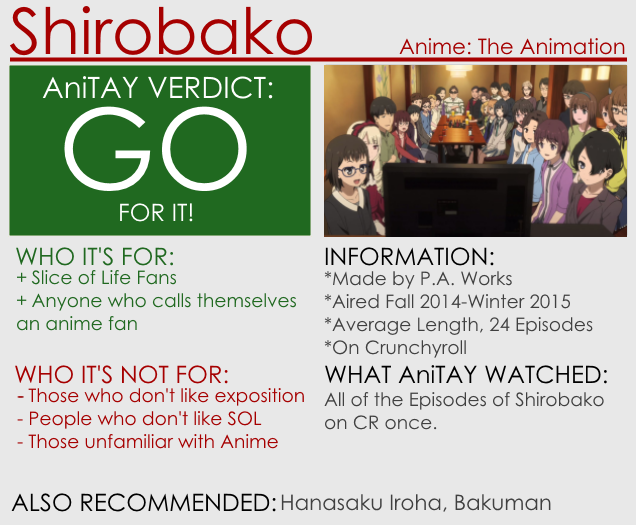 Shirobako
Anime: The Animation
AniTAY VERDICT:
GO
FOR IT!
WHO IT'S FOR:
+ Slice of Life Fans
+ Anyone who calls themselves
an anime fan
WHO IT'S NOT FOR:
- Those who don't like exposition
- People who don't like SOL
- Those unfamiliar with Anime
INFORMATION:
*Made by P.A. Works
*Aired Fall 2014-Winter 2015
*Average Length, 24 Episodes
*On Crunchyroll
WHAT AniTAY WATCHED:
All of the Episodes of Shirobako
on CR once.
ALSO RECOMMENDED: Hanasaku Iroha, Bakuman